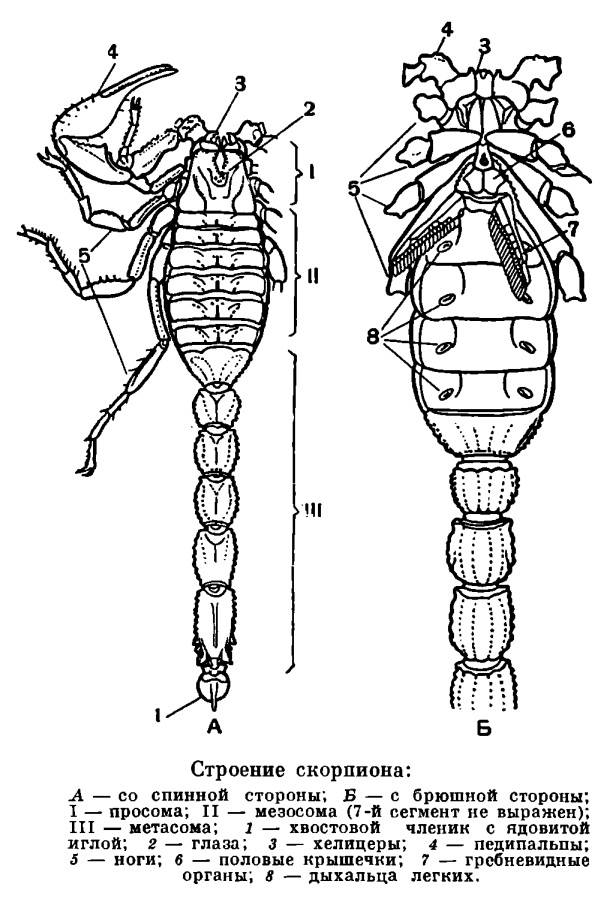 4
3
2
I
5
II
III
1
А
4
3
6
5
7
8
Б
Строение скорпиона:
А — со спинной стороны; Б — с брюшной стороны;
I — просома; II — мезосома (7-й сегмент не выражен);
III — метасома; 1 — хвостовой членик с ядовитой
иглой; 2 — глаза; 3 — хелицеры; 4 — педипальпы;
5 — ноги; 6 — половые крышечки; 7 — гребневидные
органы; 8 — дыхальца легких.